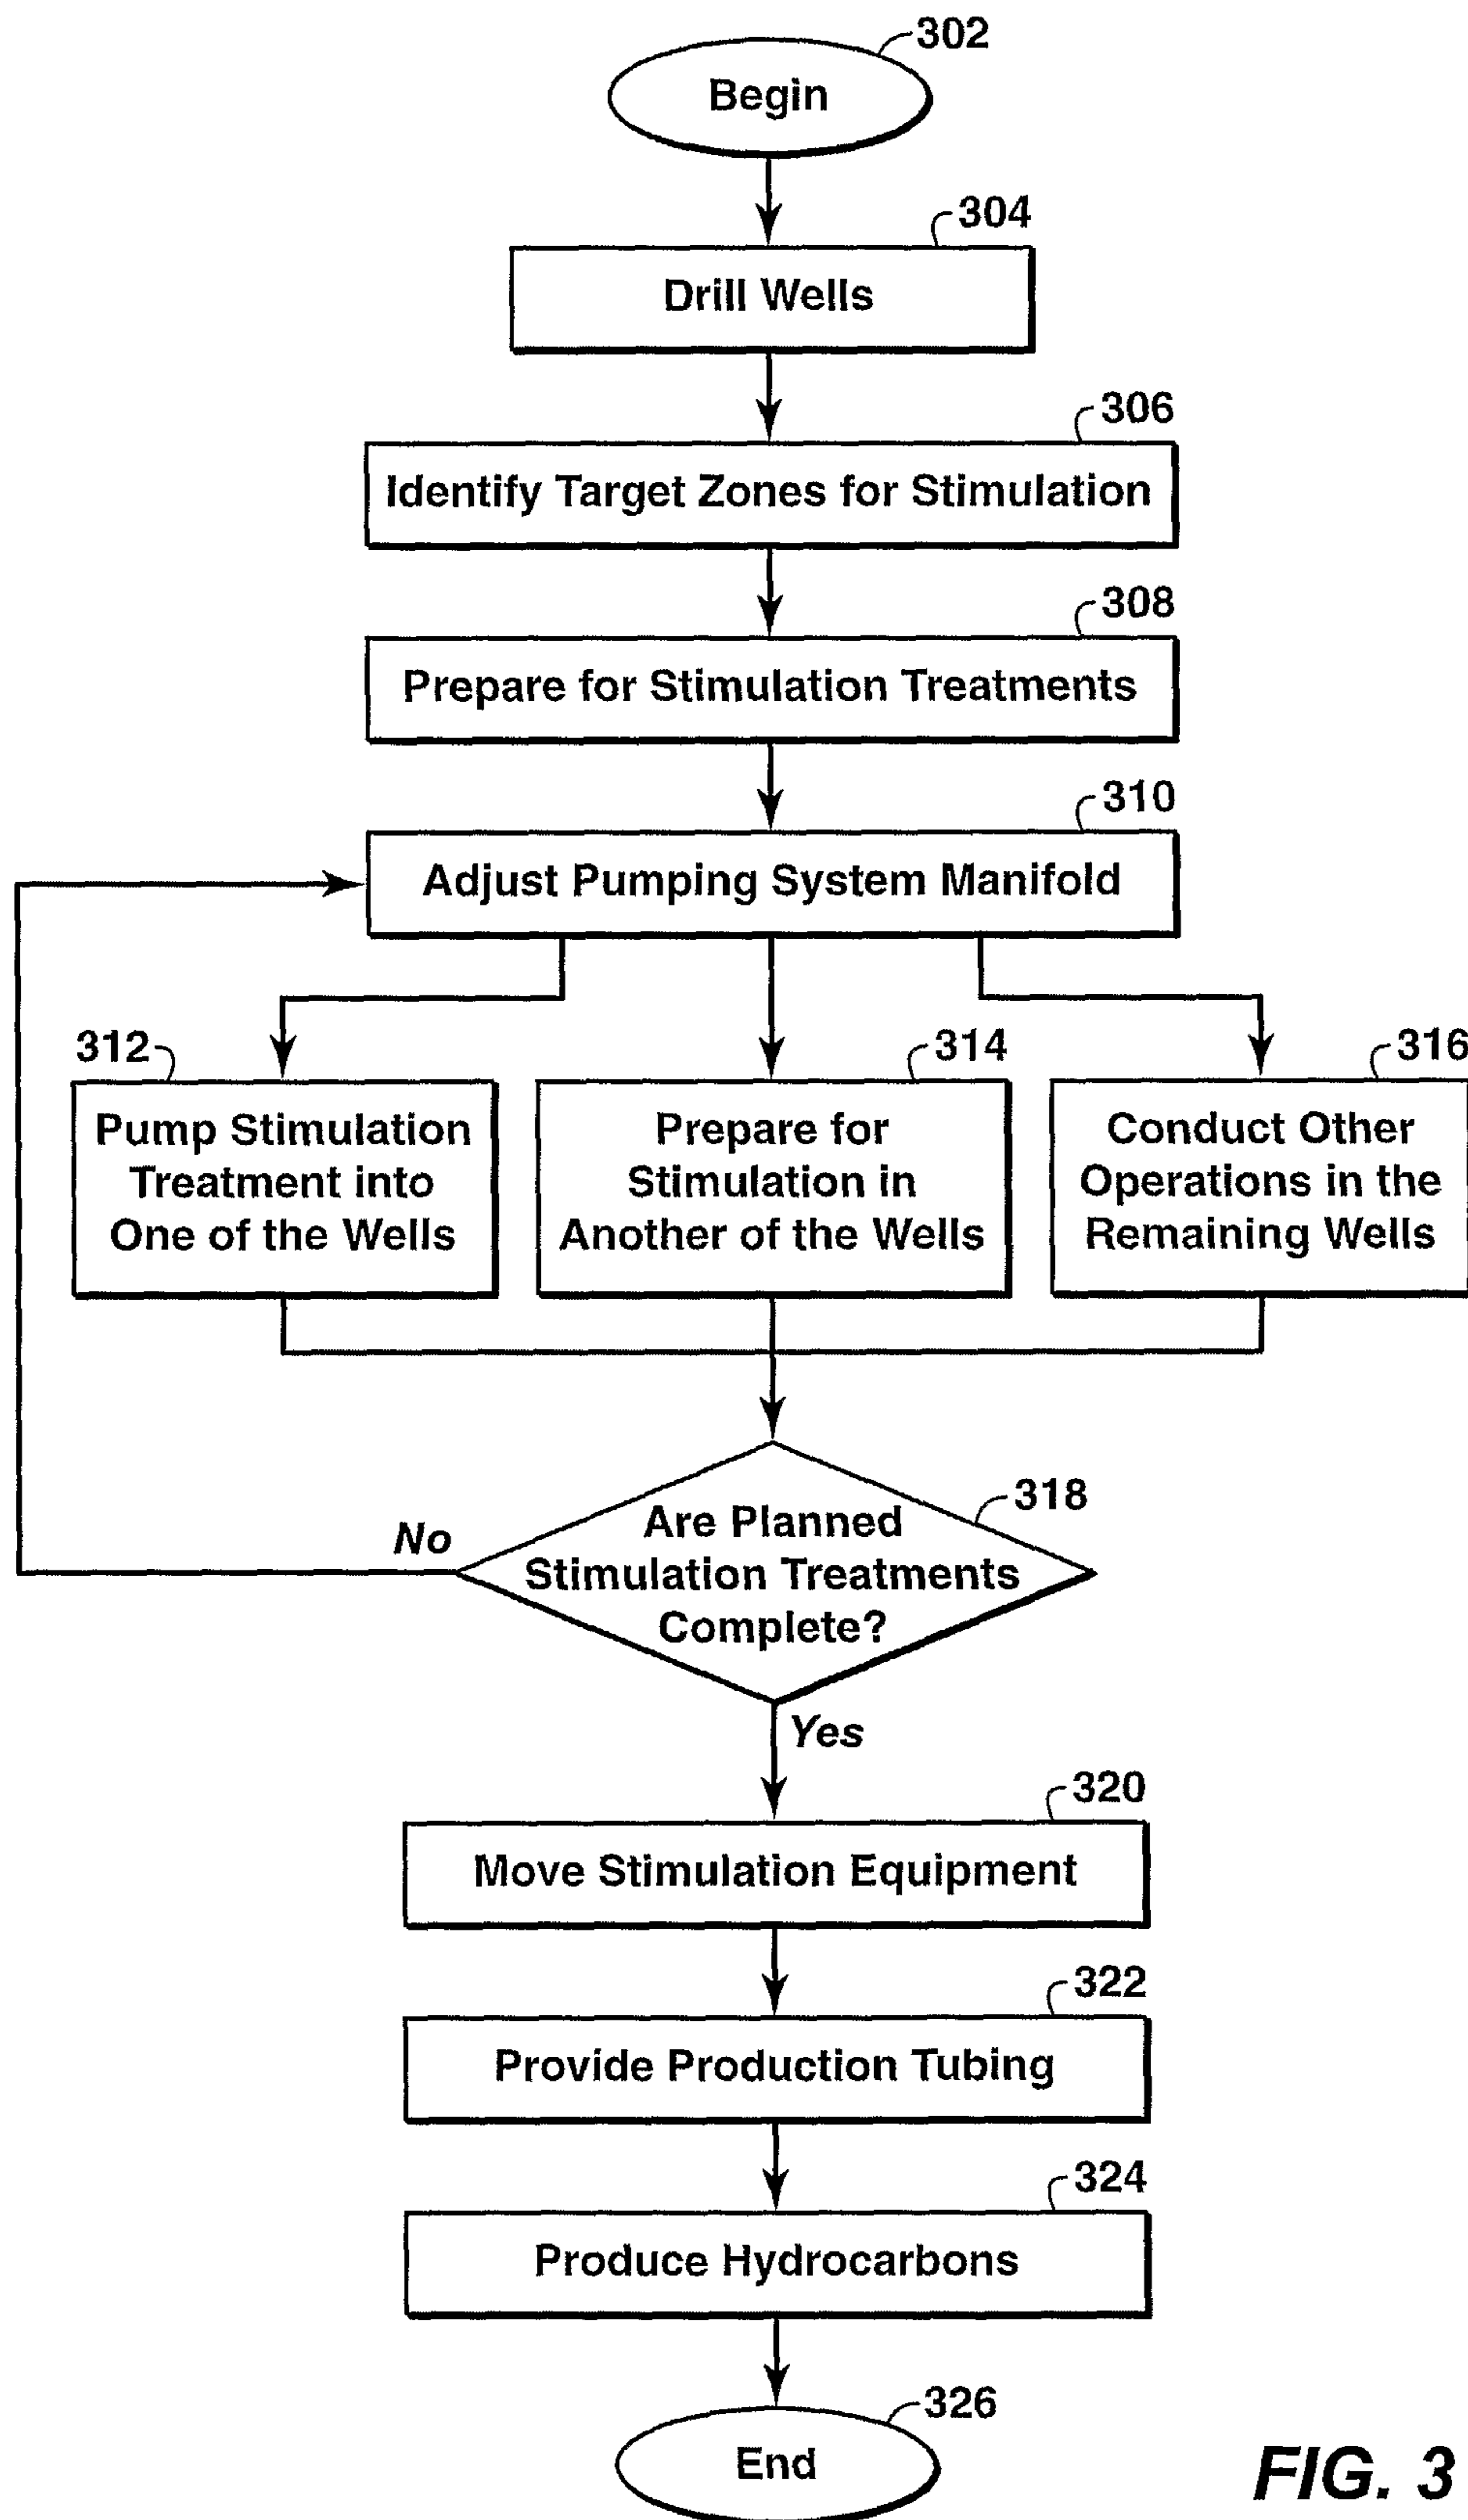 302
Begin
304
Drill Wells
306
Identify Target Zones for Stimulation
308
Prepare for Stimulation Treatments
310
Adjust Pumping System Manifold
312
Pump Stimulation
Treatment into
One of the Wells
314
Prepare for
Stimulation in
Another of the Wells
316
Conduct Other
Operations in the
Remaining Wells
318
Are Planned
Stimulation Treatments
Complete?
No
Yes
320
Move Stimulation Equipment
322
Provide Production Tubing
324
Produce Hydrocarbons
326
End
FIG. 3